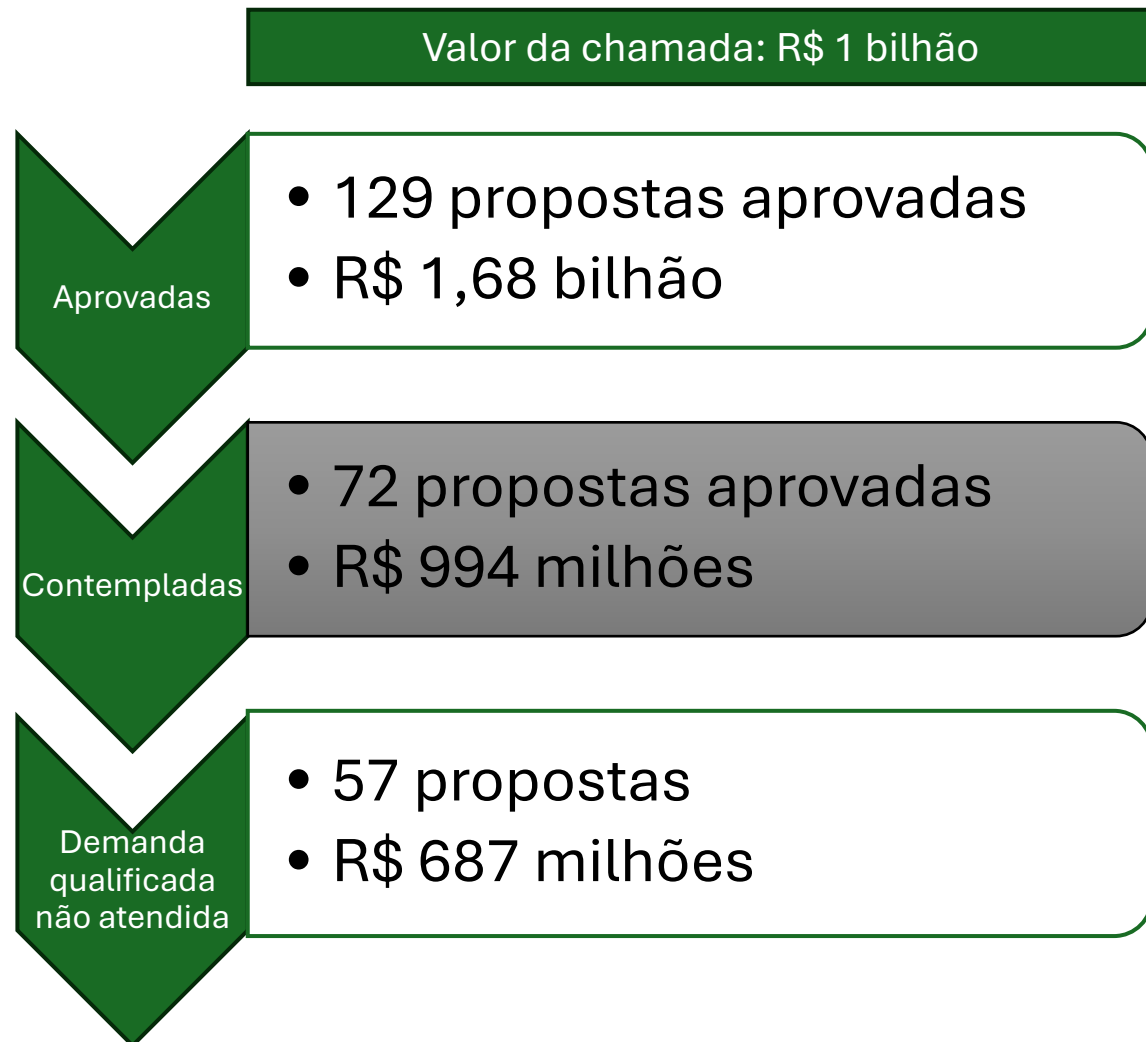 Valor da chamada: R$ 1 bilhão
Aprovadas
• 129 propostas aprovadas
• R$ 1,68 bilhão
Contempladas
• 72 propostas aprovadas
• R$ 994 milhões
Demanda
qualificada
não atendida
• 57 propostas
• R$ 687 milhões